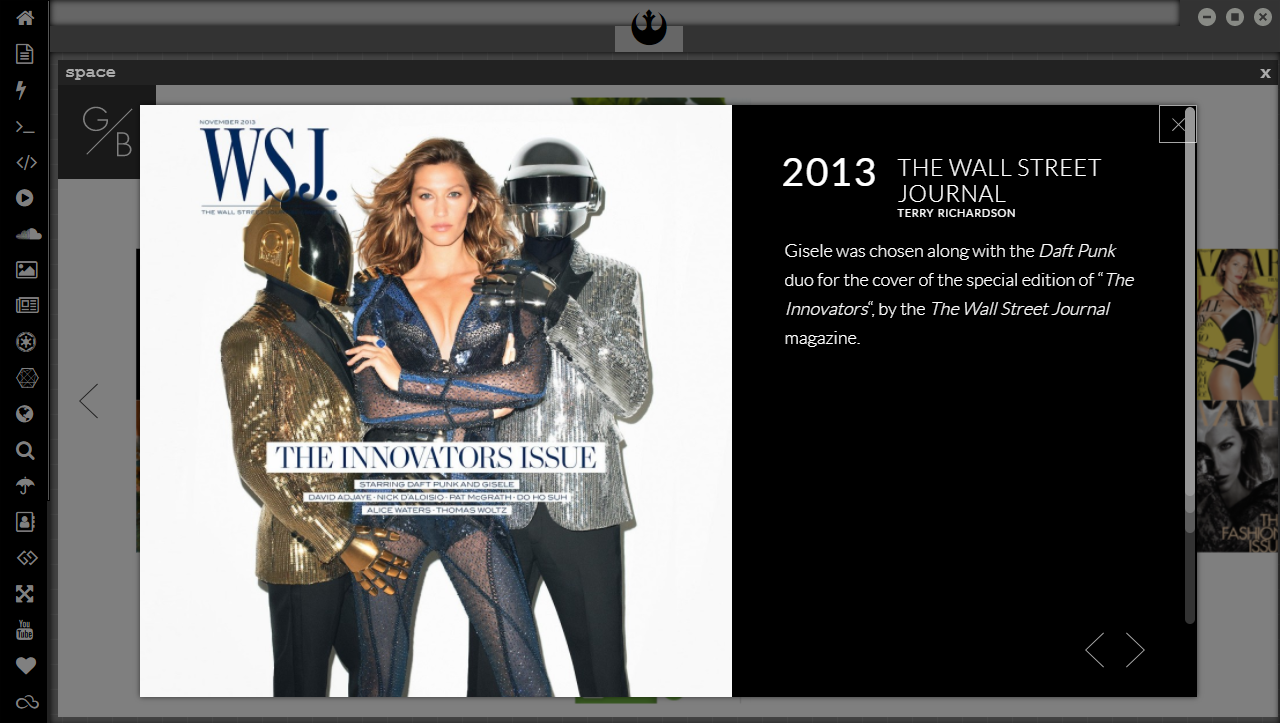 space
x
G/B
NOVEMBER 2013
WSJ.
THE WALL STREET
THE INNOVATORS ISSUE
STARRING DAFT PUNK AND GISELE
DAVID ADJAYE · NICK D'ALOISIO · PAT McGRATH · DO HO SUH
ALICE WATERS · THOMAS WOLTZ
2013
THE WALL STREET
JOURNAL
TERRY RICHARDSON
Gisele was chosen along with the Daft Punk
duo for the cover of the special edition of “The
Innovators“, by the The Wall Street Journal
magazine.
You
Tube
TH
FASHION
ISSU